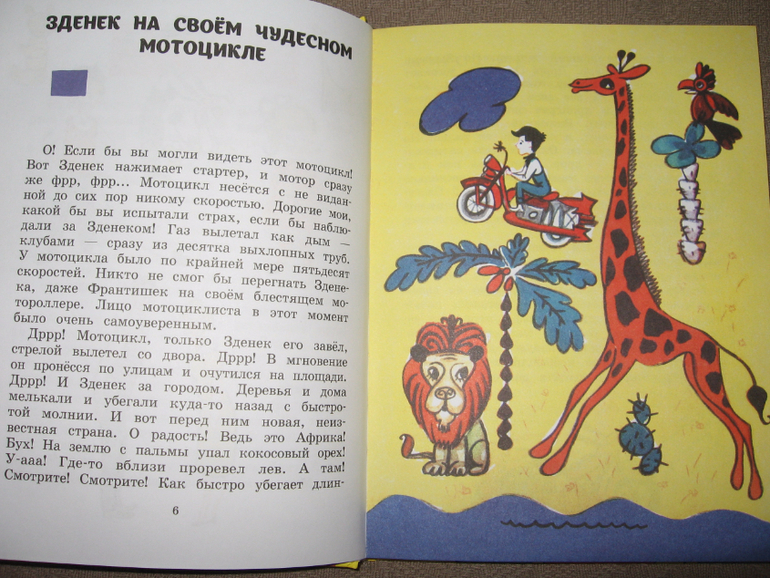 ЗДЕНЕК НА СВОЁМ ЧУДЕСНОМ
МОТОЦИКЛЕ
О! Если бы вы могли видеть этот мотоцикл!
Вот Зденек нажимает стартер, и мотор сразу
же фрр, фрр... Мотоцикл несётся с не видан-
ной до сих пор никому скоростью. Дорогие мои,
какой бы вы испытали страх, если бы наблю-
дали за Зденеком! Газ вылетал как дым —
клубами — сразу из десятка выхлопных труб.
У мотоцикла было по крайней мере пятьдесят
скоростей. Никто не смог бы перегнать Здене-
ка, даже Франтишек на своём блестящем мо-
тороллере. Лицо мотоциклиста в этот момент
было очень самоуверенным.
Дррр! Мотоцикл, только Зденек его завёл,
стрелой вылетел со двора. Дррр! В мгновение
он пронёсся по улицам и очутился на площади.
Дррр! И Зденек за городом. Деревья и дома
мелькали и убегали куда-то назад с быстро-
той молнии. И вот перед ним новая, неиз-
вестная страна. О радость! Ведь это Африка!
Бух! На землю с пальмы упал кокосовый орех!
У-ааа! Где-то вблизи проревел лев. А там!
Смотрите! Смотрите! Как быстро убегает длин-
6